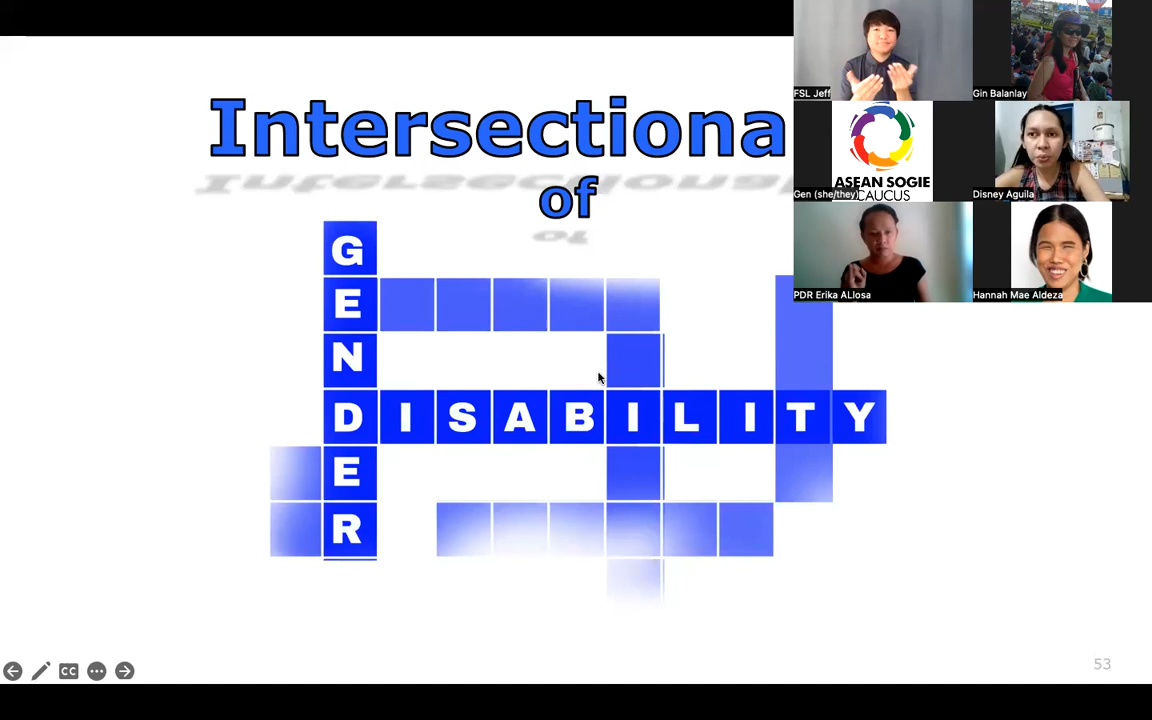 Intersectiona
of
GENDER
DISABILITY
FSL Jeff
Gin Balanlay
ASEAN SOGIE
CAUCUS
Gen (she/they)
Disney Aguila
PDR Erika ALlosa
Hannah Mae Aldeza
CC
53